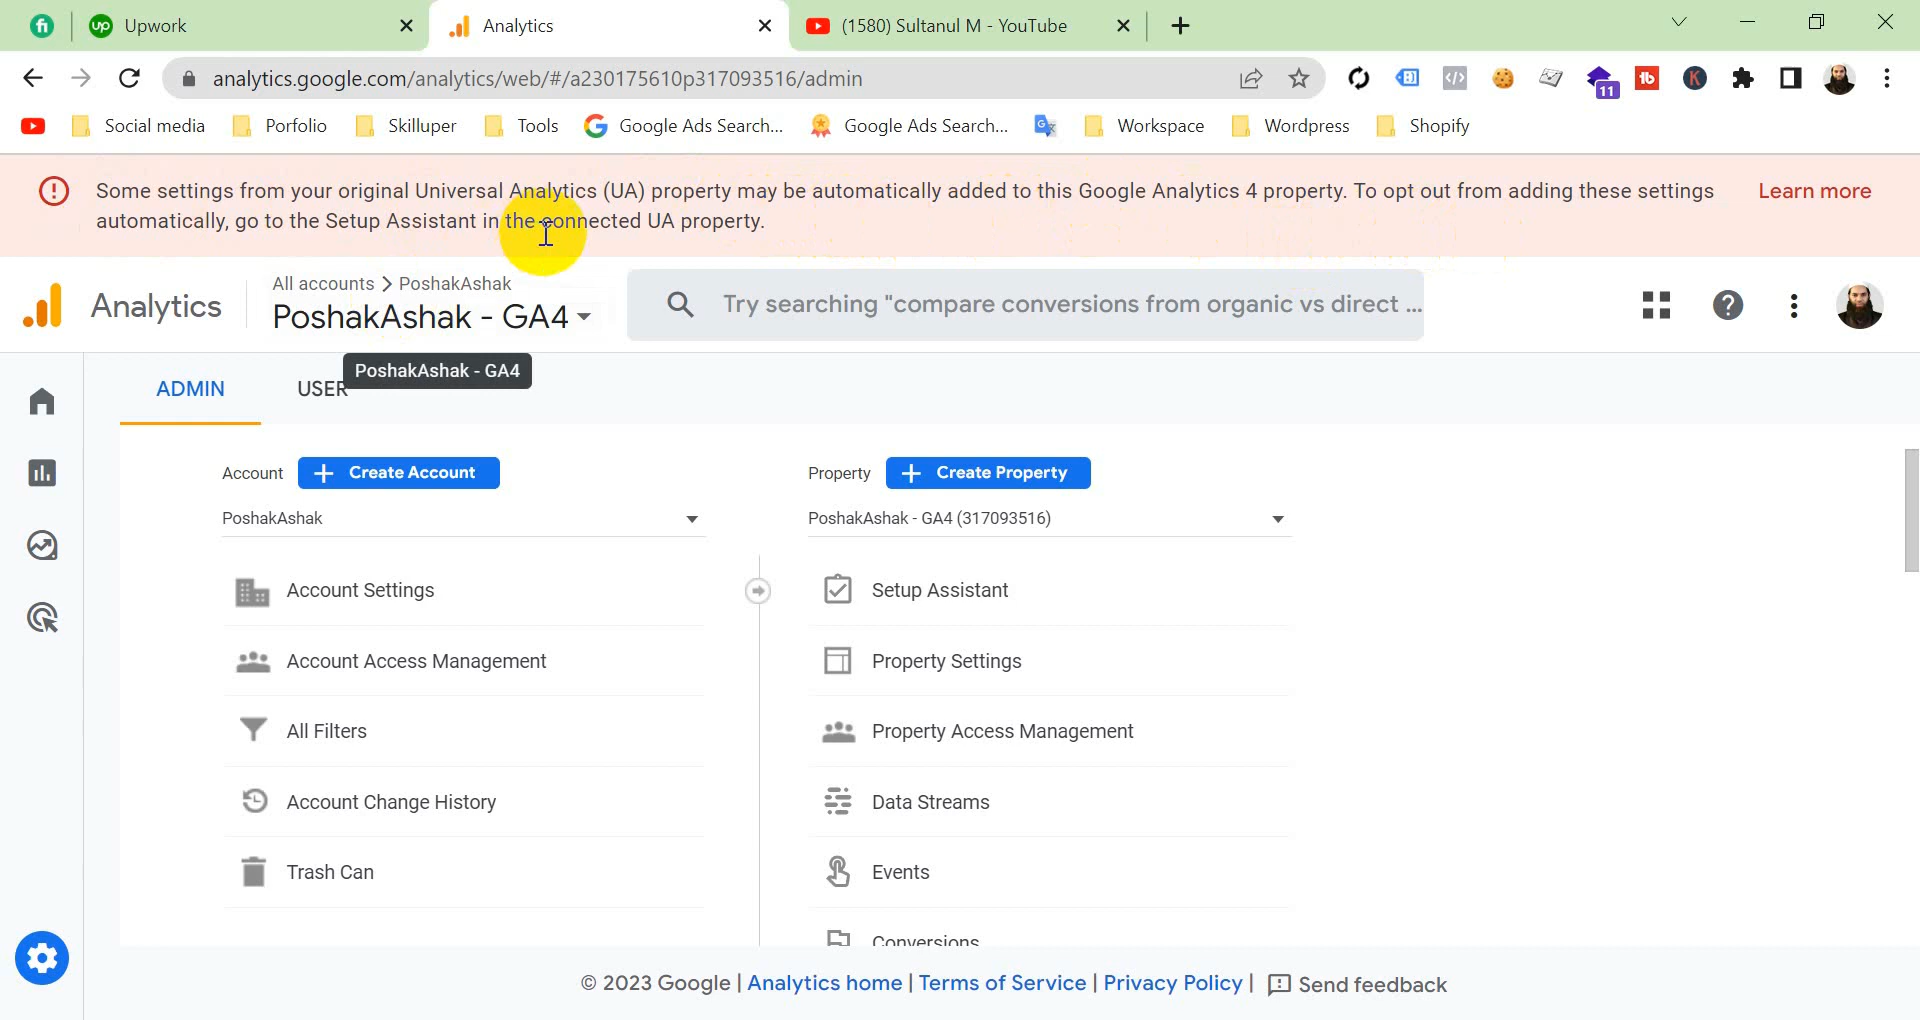 Upwork
Analytics
(1580) Sultanul M - YouTube
analytics.google.com/analytics/web/#/a230175610p317093516/admin
11
Social media
Porfolio
Skilluper
Tools
Google Ads Search...
Google Ads Search...
Workspace
Wordpress
Shopify
Some settings from your original Universal Analytics (UA) property may be automatically added to this Google Analytics 4 property. To opt out from adding these settings
automatically, go to the Setup Assistant in the connected UA property.
Learn more
Analytics
All accounts > PoshakAshak
PoshakAshak - GA4
Try searching "compare conversions from organic vs direct ...
PoshakAshak - GA4
ADMIN
USER
Account
+ Create Account
PoshakAshak
Account Settings
Account Access Management
All Filters
Account Change History
Trash Can
Property
+ Create Property
PoshakAshak - GA4 (317093516)
Setup Assistant
Property Settings
Property Access Management
Data Streams
Events
Conversions
© 2023 Google | Analytics home | Terms of Service | Privacy Policy | Send feedback